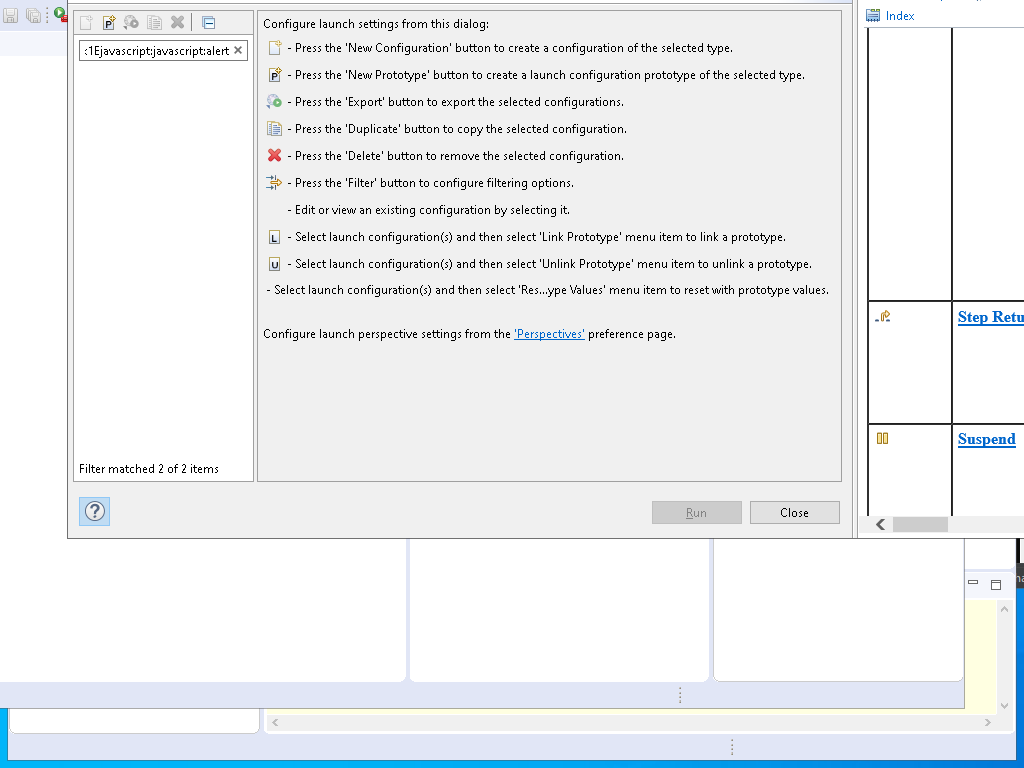 :1Ejavascript:javascript:alert
Filter matched 2 of 2 items
Configure launch settings from this dialog:
- Press the 'New Configuration' button to create a configuration of the selected type.
- Press the 'New Prototype' button to create a launch configuration prototype of the selected type.
- Press the 'Export' button to export the selected configurations.
- Press the 'Duplicate' button to copy the selected configuration.
- Press the 'Delete' button to remove the selected configuration.
- Press the 'Filter' button to configure filtering options.
- Edit or view an existing configuration by selecting it.
- Select launch configuration(s) and then select 'Link Prototype' menu item to link a prototype.
- Select launch configuration(s) and then select 'Unlink Prototype' menu item to unlink a prototype.
- Select launch configuration(s) and then select 'Res...ype Values' menu item to reset with prototype values.
Configure launch perspective settings from the 'Perspectives' preference page.
Run
Close
Index
Step Retu
Suspend